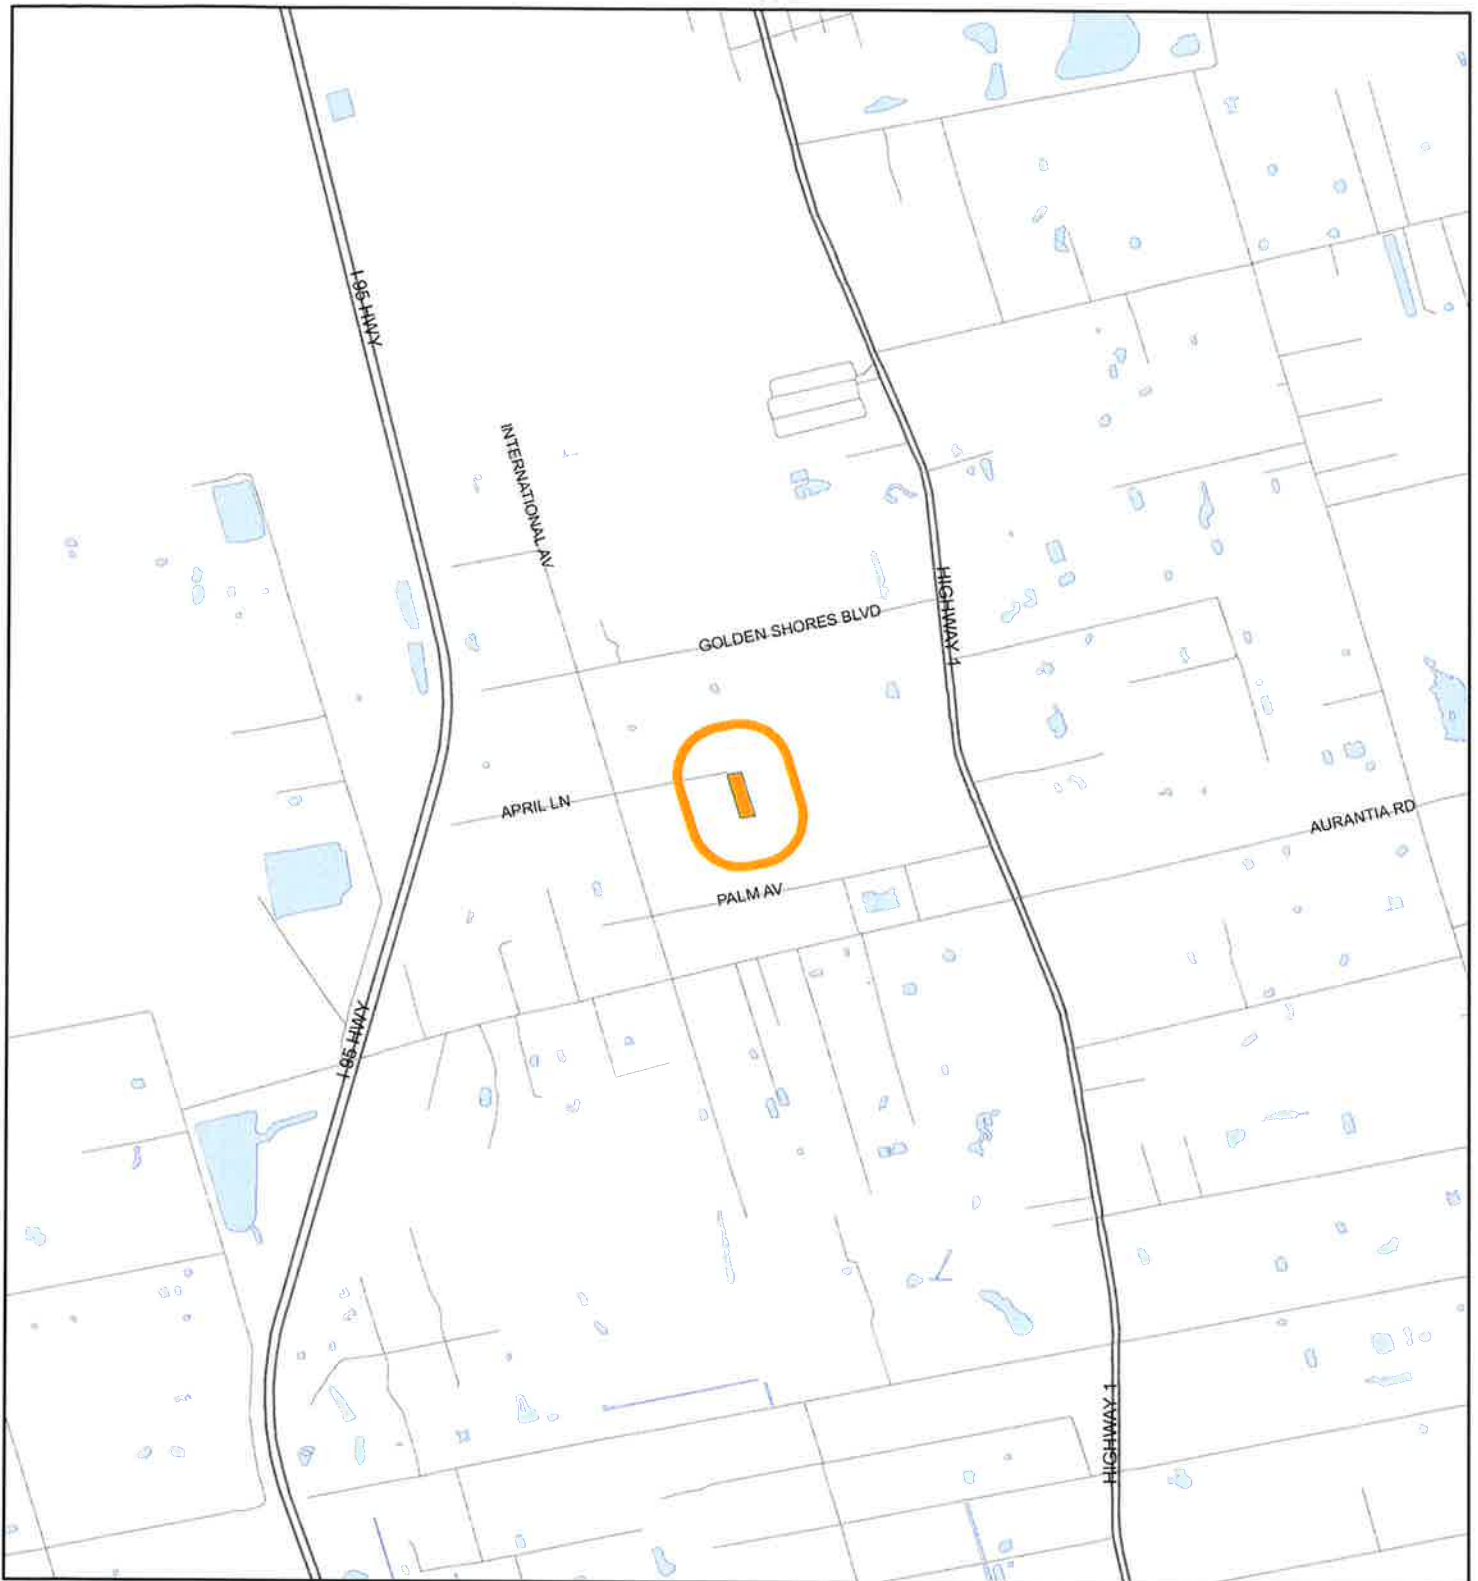 I 95 HWY
INTERNATIONAL AV
HIGHWAY 1
GOLDEN SHORES BLVD
APRIL LN
AURANTIA RD
PALM AV
I 95 HWY
HIGHWAY 1